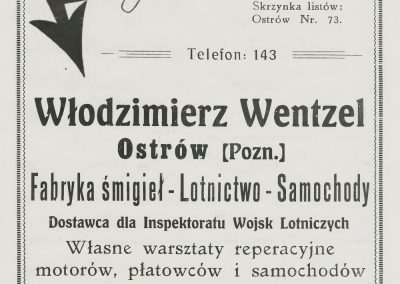 Skrzynka listów:
Ostrów Nr. 73.
Telefon: 143
Włodzimierz Wentzel
Ostrów [Pozn.]
Fabryka śmigieł - Lotnictwo - Samochody
Dostawca dla Inspektoratu Wojsk Lotniczych
Własne warsztaty reperacyjne
motorów, płatowców i samochodów